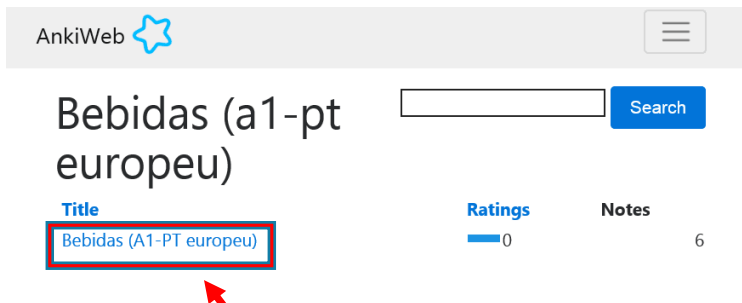 AnkiWeb
Bebidas (a1-pt
europeu)
Search
Title Ratings Notes
Bebidas (A1-PT europeu) 0 6